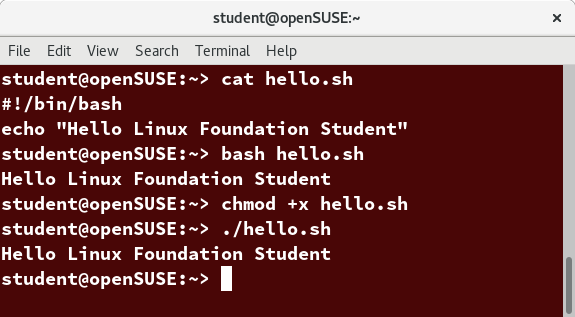 student@openSUSE:~
File Edit View Search Terminal Help
student@openSUSE:~> cat hello.sh
#!/bin/bash
echo "Hello Linux Foundation Student"
student@openSUSE:~> bash hello.sh
Hello Linux Foundation Student
student@openSUSE:~> chmod +x hello.sh
student@openSUSE:~> ./hello.sh
Hello Linux Foundation Student
student@openSUSE:~>